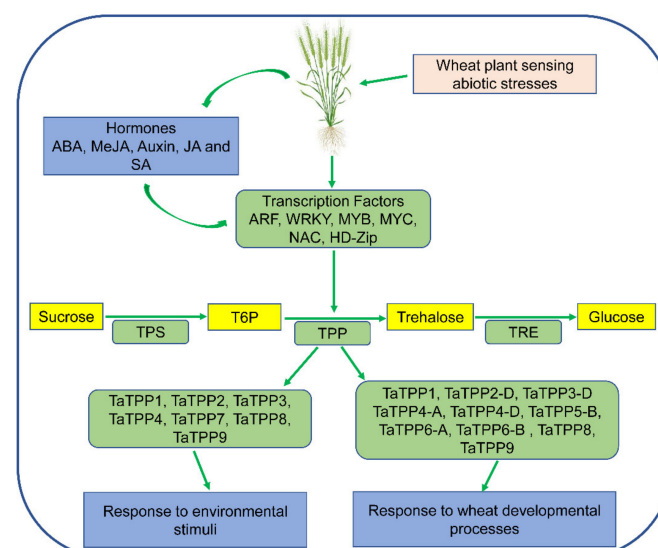 Wheat plant sensing
abiotic stresses
Hormones
ABA, MeJA, Auxin, JA and
SA
Transcription Factors
ARF, WRKY, MYB, MYC,
NAC, HD-Zip
Sucrose
TPS
T6P
TPP
Trehalose
TRE
Glucose
TaTPP1, TaTPP2, TaTPP3,
TaTPP4, TaTPP7, TaTPP8,
TaTPP9
TaTPP1, TaTPP2-D, TaTPP3-D
TaTPP4-A, TaTPP4-D, TaTPP5-B,
TaTPP6-A, TaTPP6-B , TaTPP8,
TaTPP9
Response to environmental
stimuli
Response to wheat developmental
processes